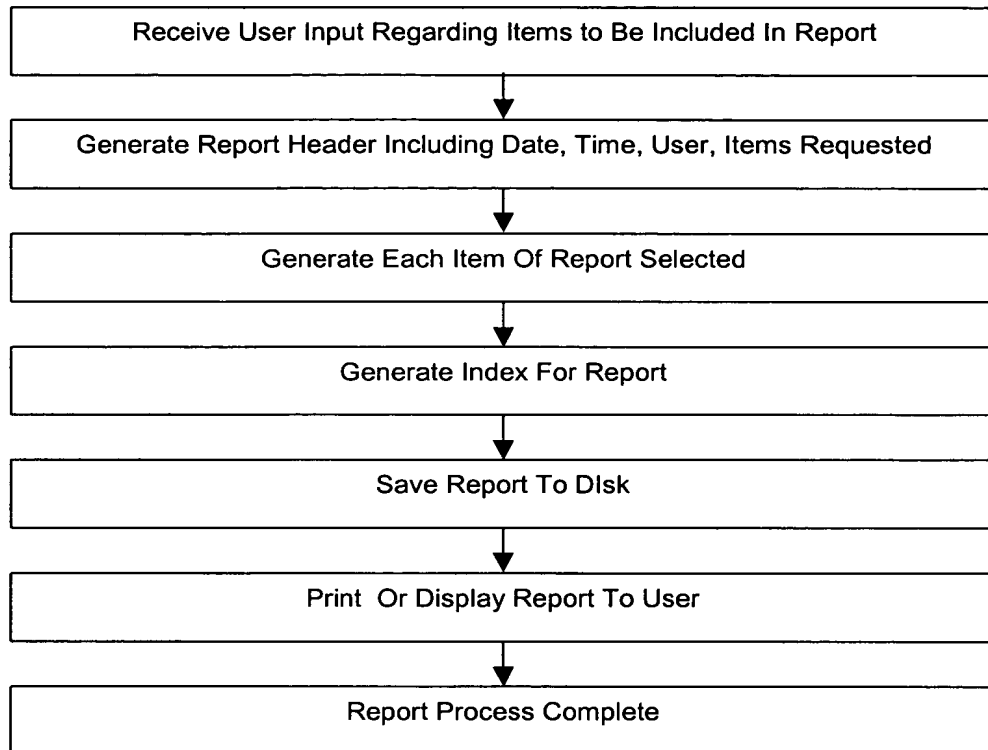 Receive User Input Regarding Items to Be Included In Report
Generate Report Header Including Date, Time, User, Items Requested
Generate Each Item Of Report Selected
Generate Index For Report
Save Report To DIsk
Print Or Display Report To User
Report Process Complete